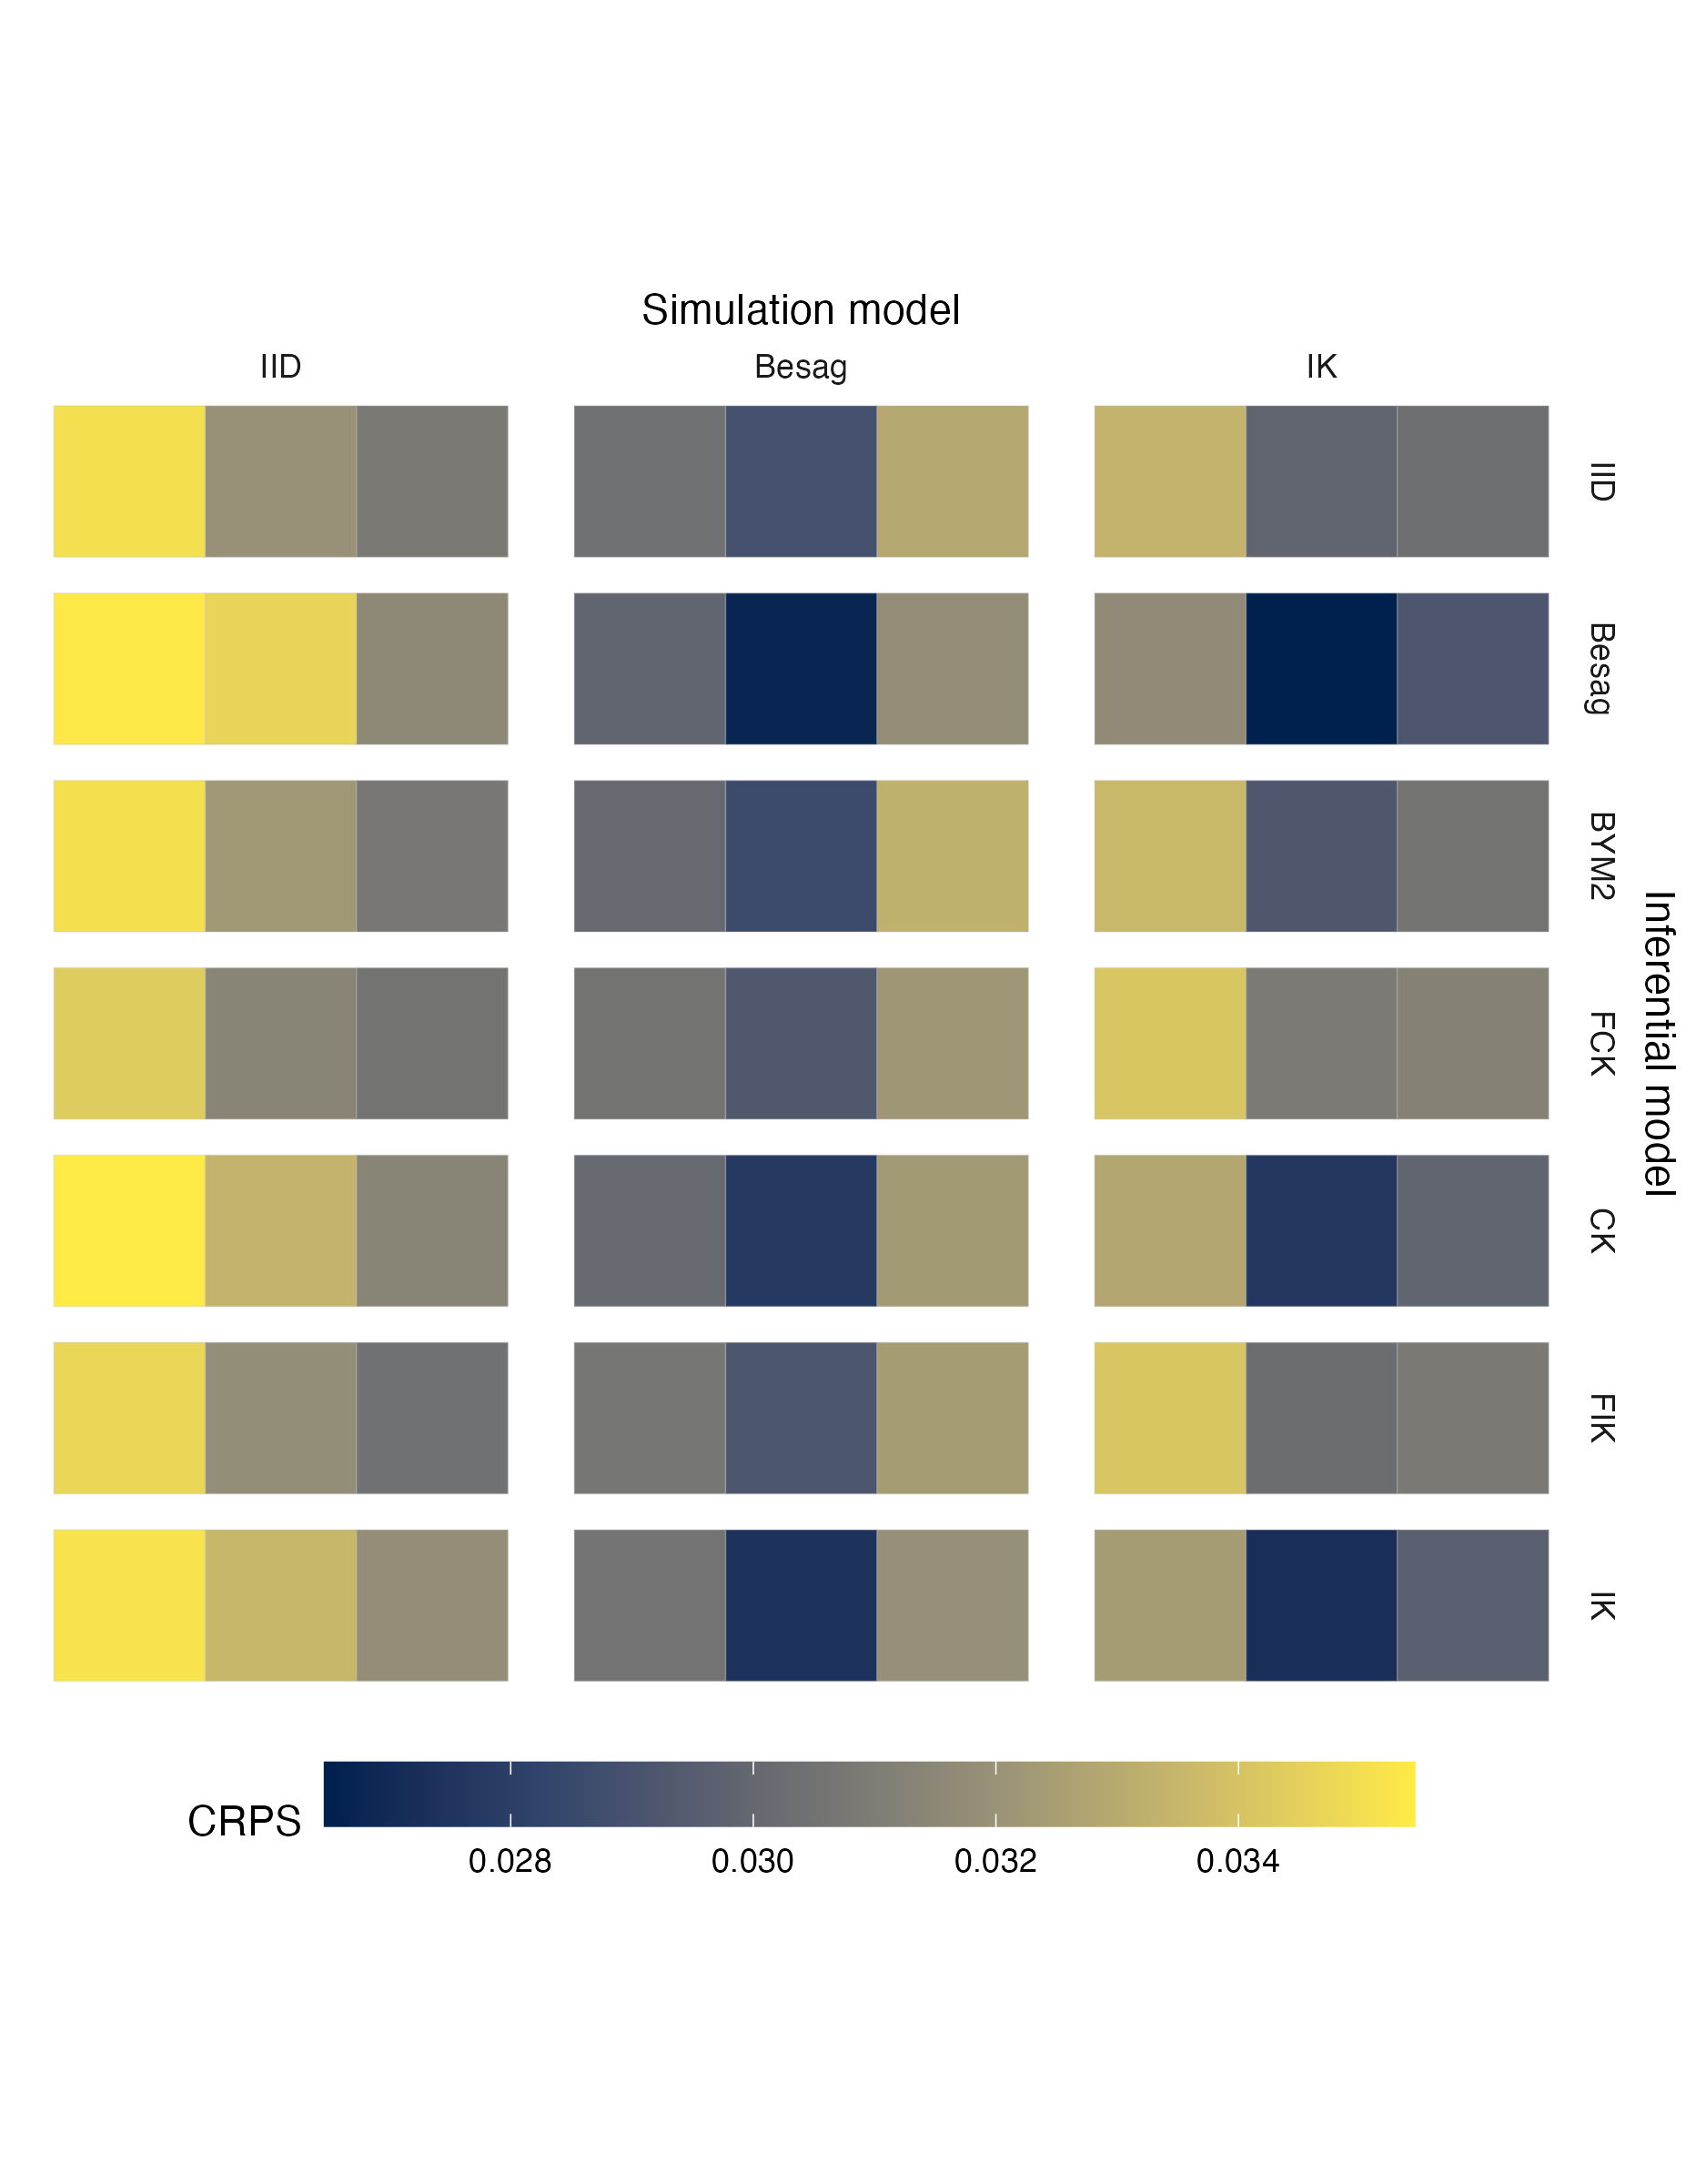 Simulation model
IID Besag IK
IID
Besag
BYM2
FCK
CK
FIK
IK
Inferential model
CRPS
0.028 0.030 0.032 0.034